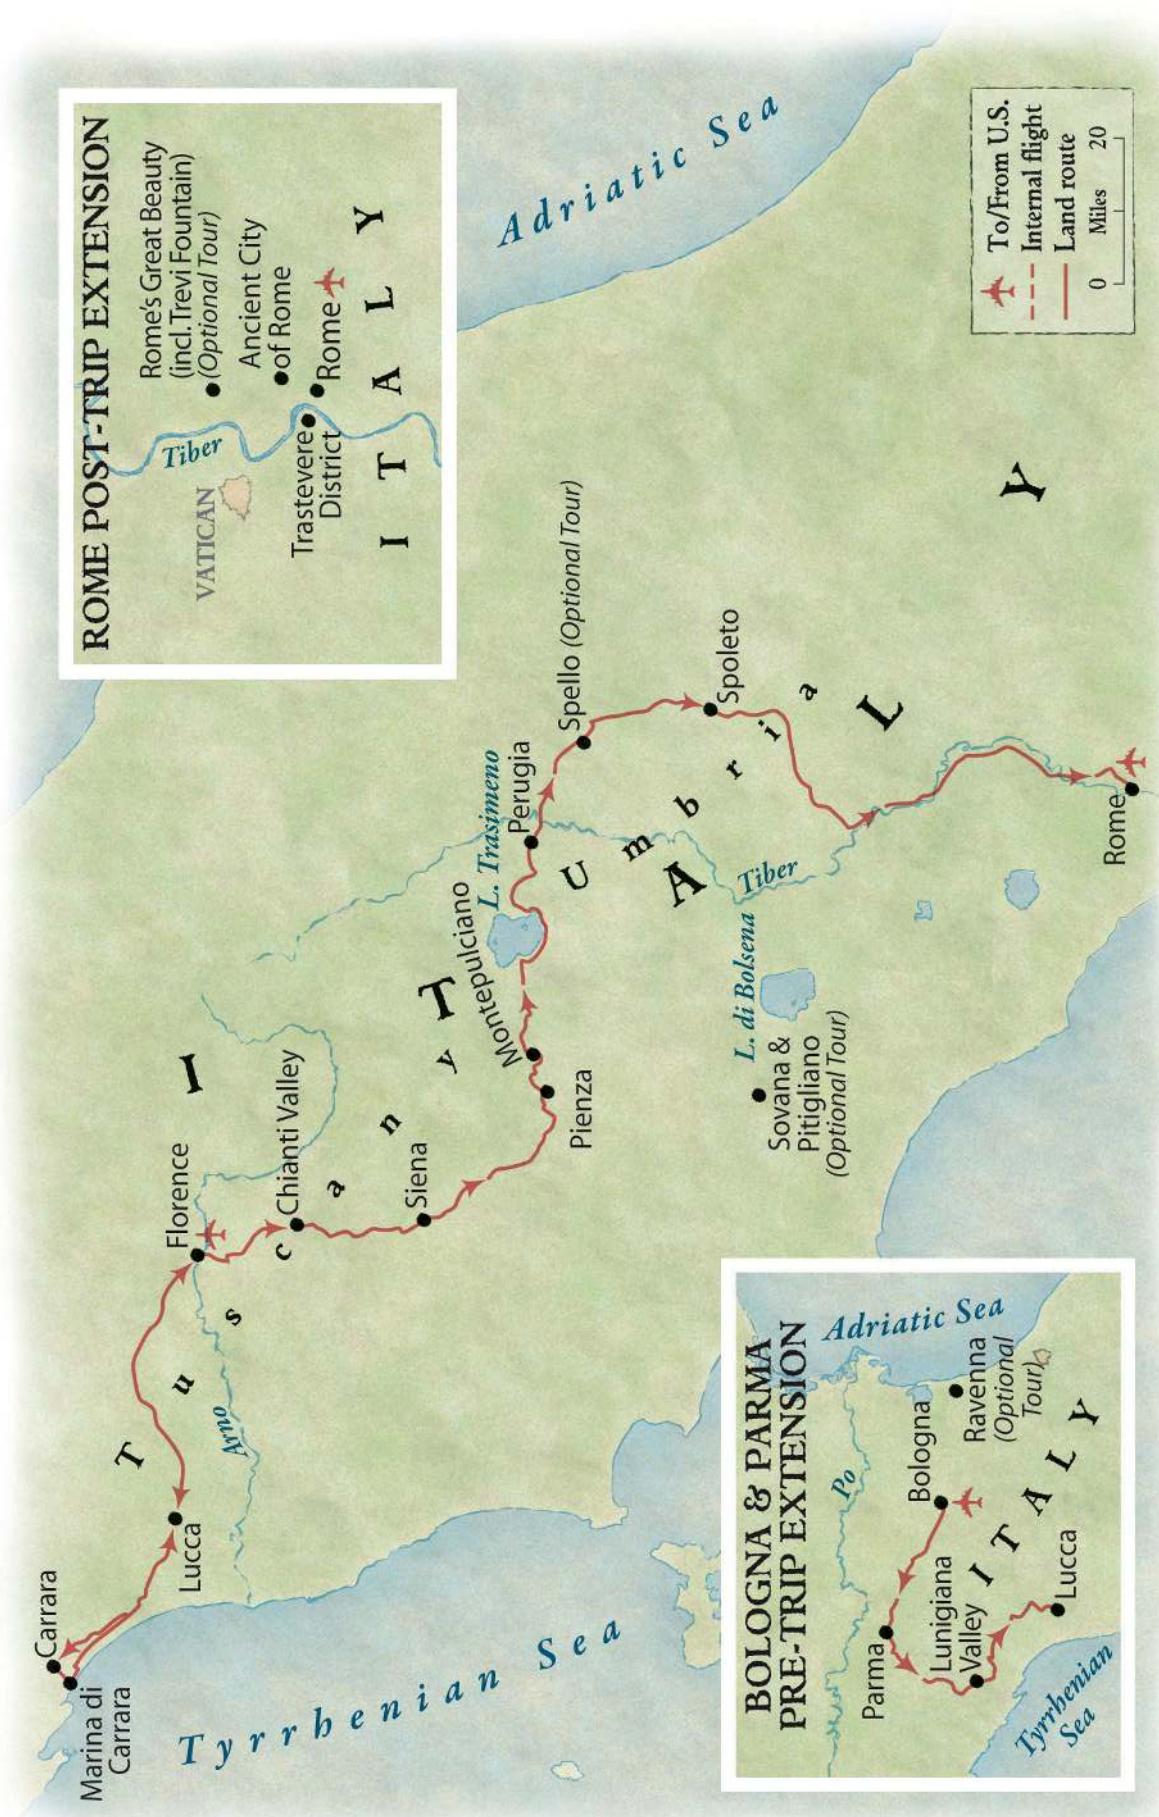 ROME POST-TRIP EXTENSION
Rome's Great Beauty
(incl. Trevi Fountain)
(Optional Tour)
Ancient City
of Rome
Rome
Trastevere
District
Tiber
VATICAN
ITALY
Adriatic Sea
To/From U.S.
Internal flight
Land route
0 Miles 20
Carrara
Marina di
Carrara
Lucca
Florence
Chianti Valley
Siena
Pienza
Montepulciano
L. Trasimeno
Perugia
Spello (Optional Tour)
Spoleto
Rome
Tiber
L. di Bolsena
Sovana &
Pitigliano
(Optional Tour)
Arno
Tuscany
Umbria
ITALY
Tyrrhenian Sea
BOLOGNA & PARMA
PRE-TRIP EXTENSION
Adriatic Sea
Po
Bologna
Ravenna
(Optional
Tour)
Parma
Lunigiana
Valley
Lucca
ITALY
Tyrrhenian
Sea